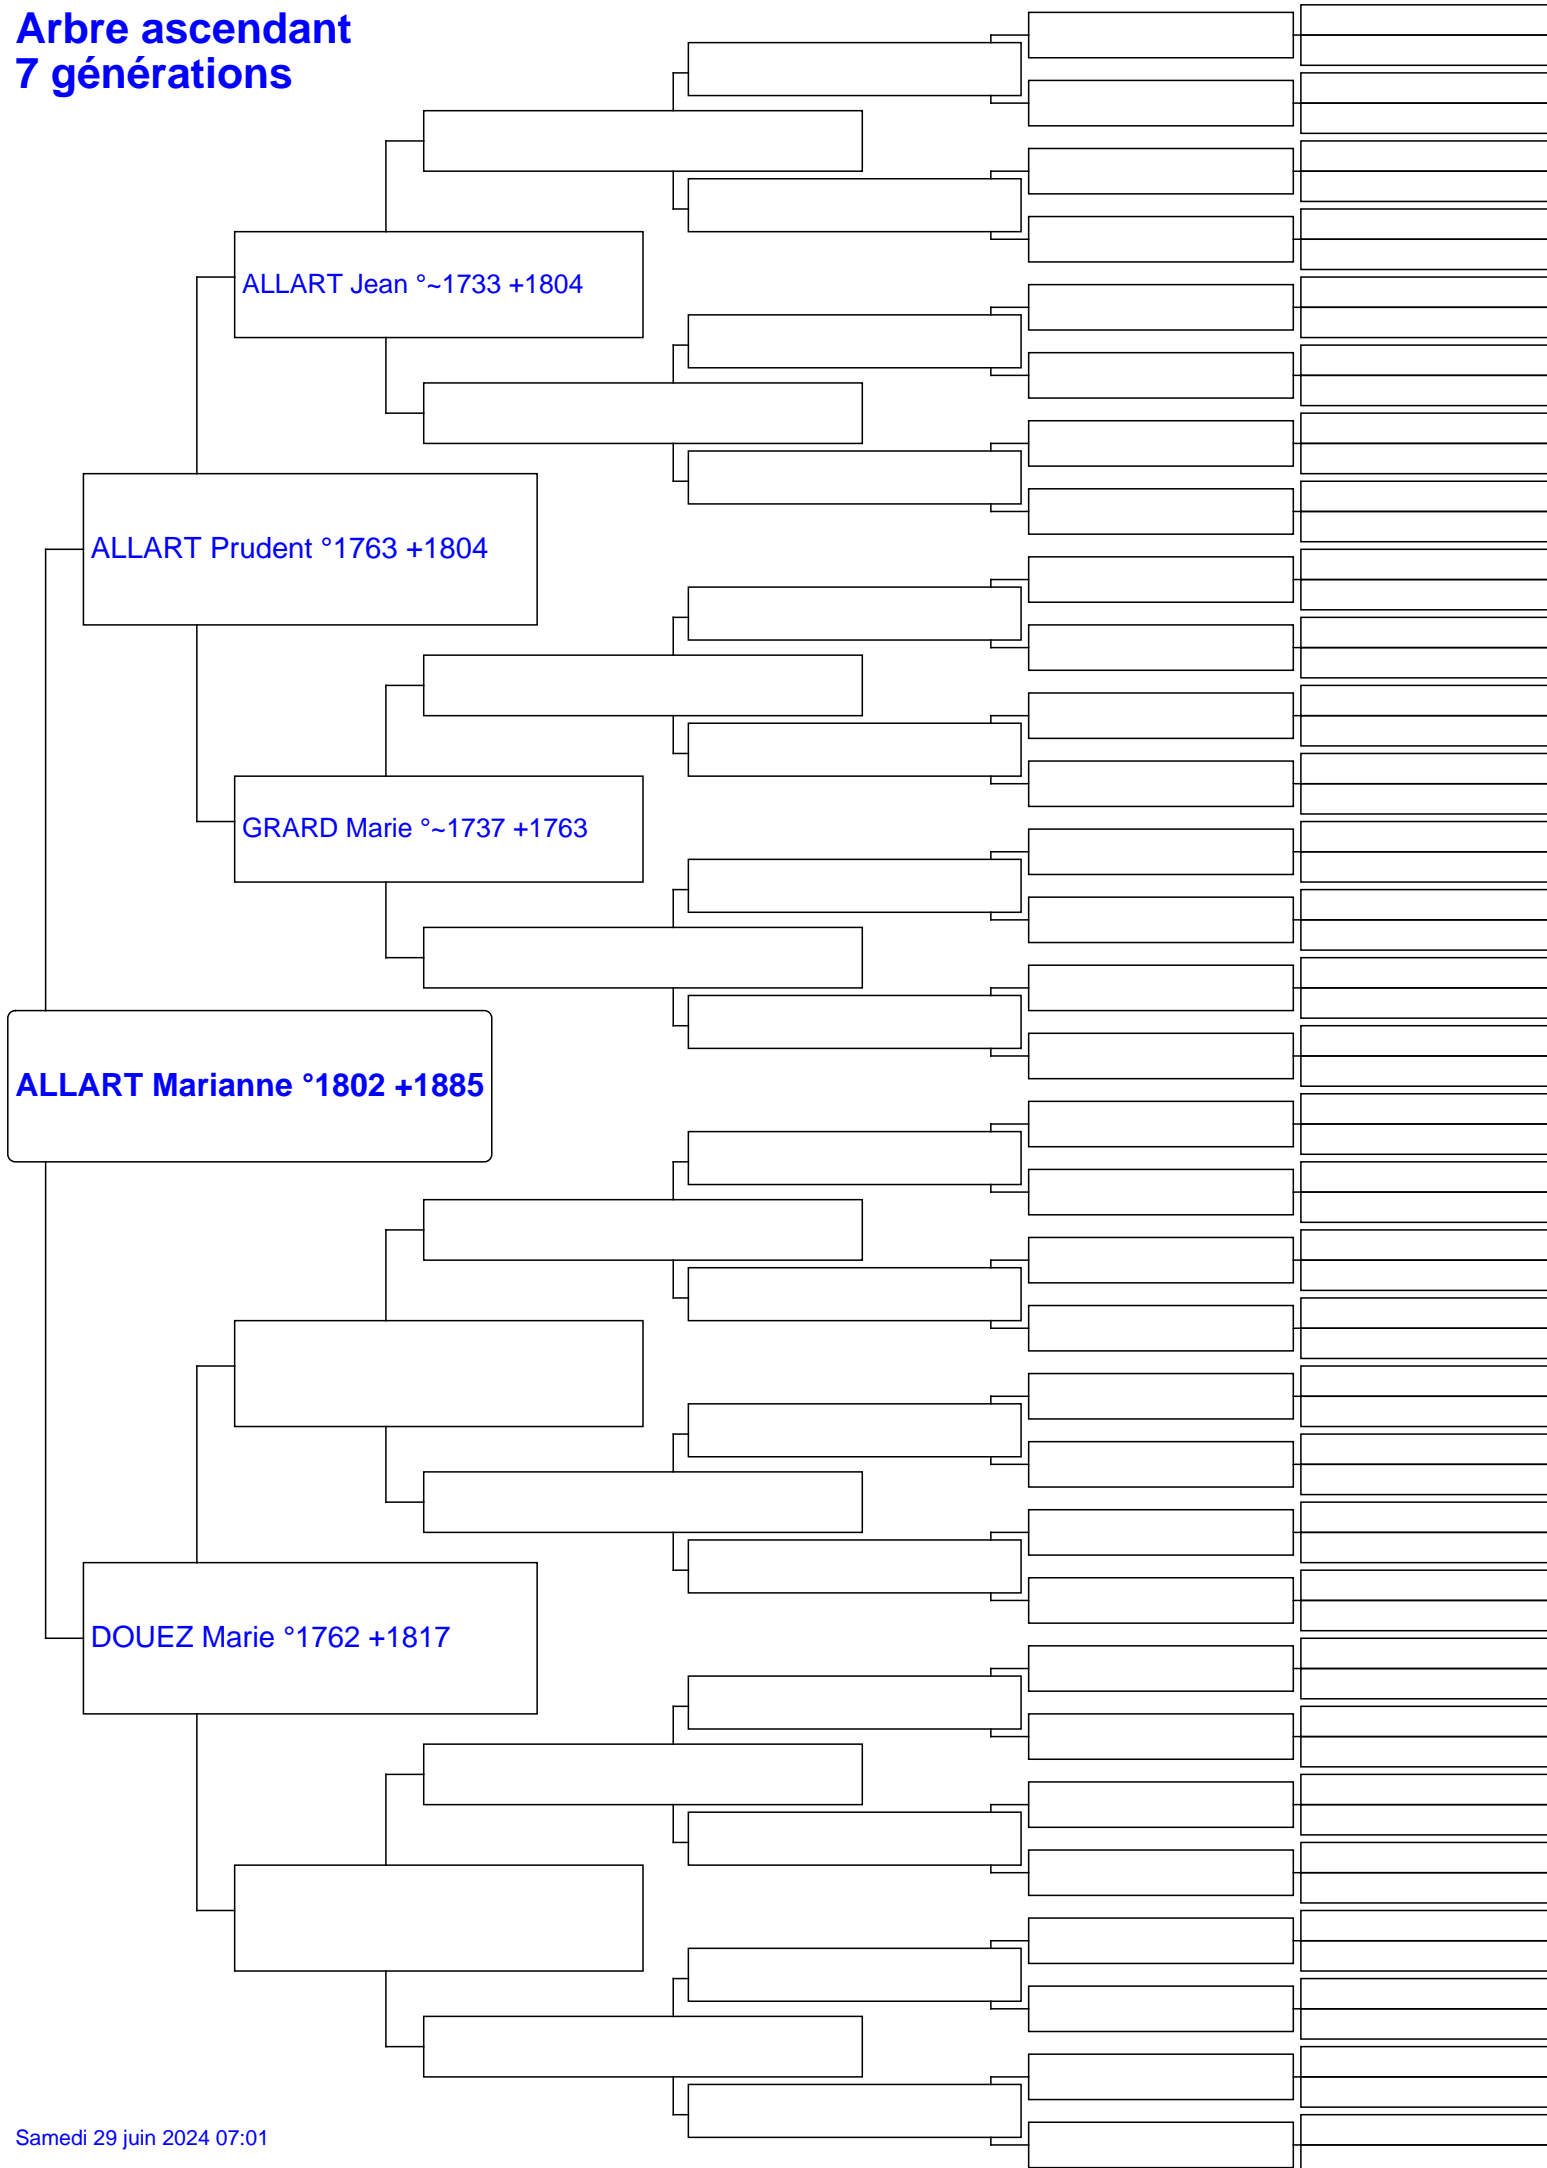 Arbre ascendant
7 générations
ALLART Jean °~1733 +1804
ALLART Prudent °1763 +1804
GRARD Marie °~1737 +1763
ALLART Marianne °1802 +1885
DOUEZ Marie °1762 +1817
Samedi 29 juin 2024 07:01